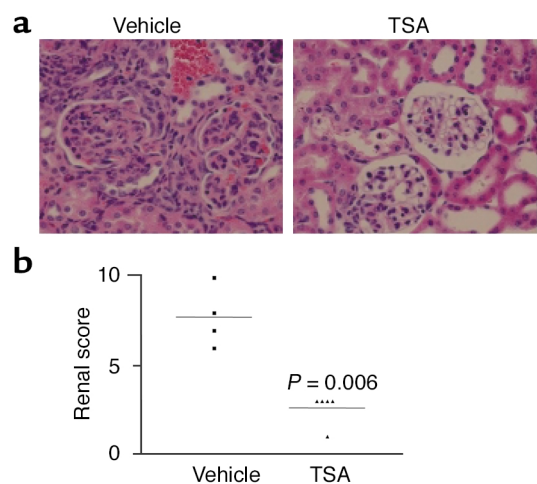 a
Vehicle
TSA
b
Renal score
10
5
0
P = 0.006
Vehicle
TSA